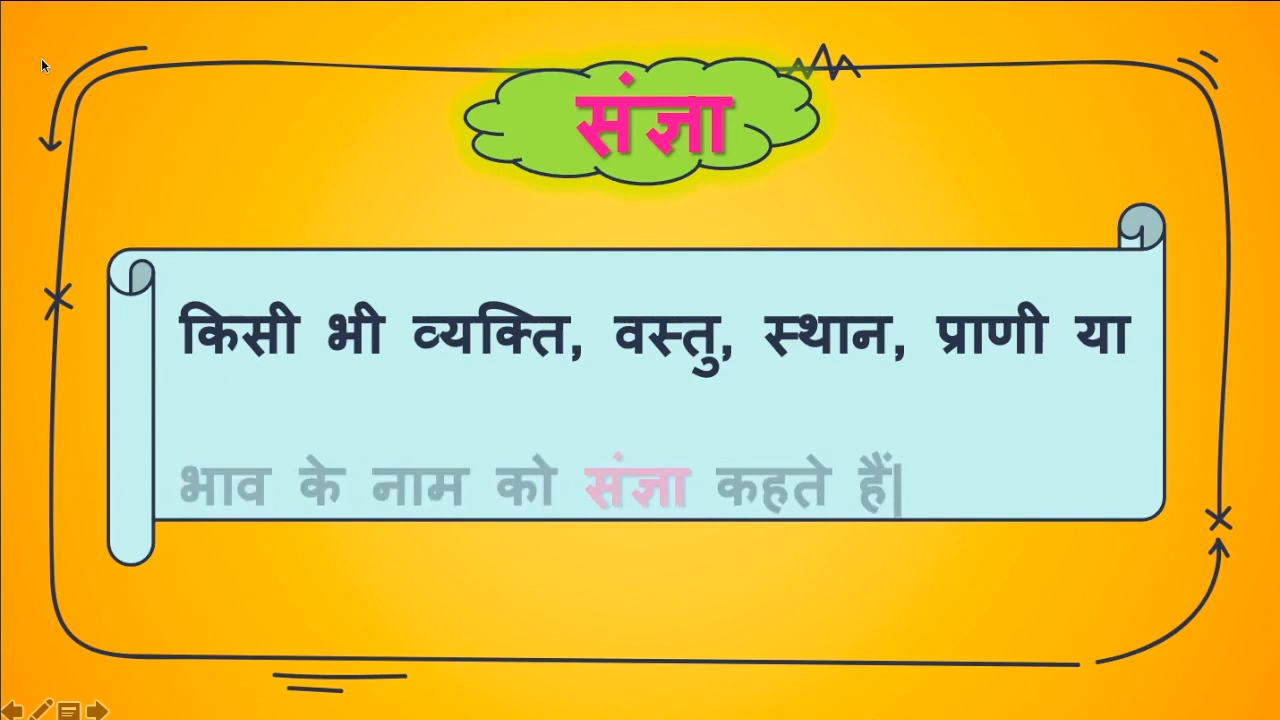 संज्ञा
किसी भी व्यक्ति, वस्तु, स्थान, प्राणी या
भाव के नाम को संज्ञा कहते हैं|